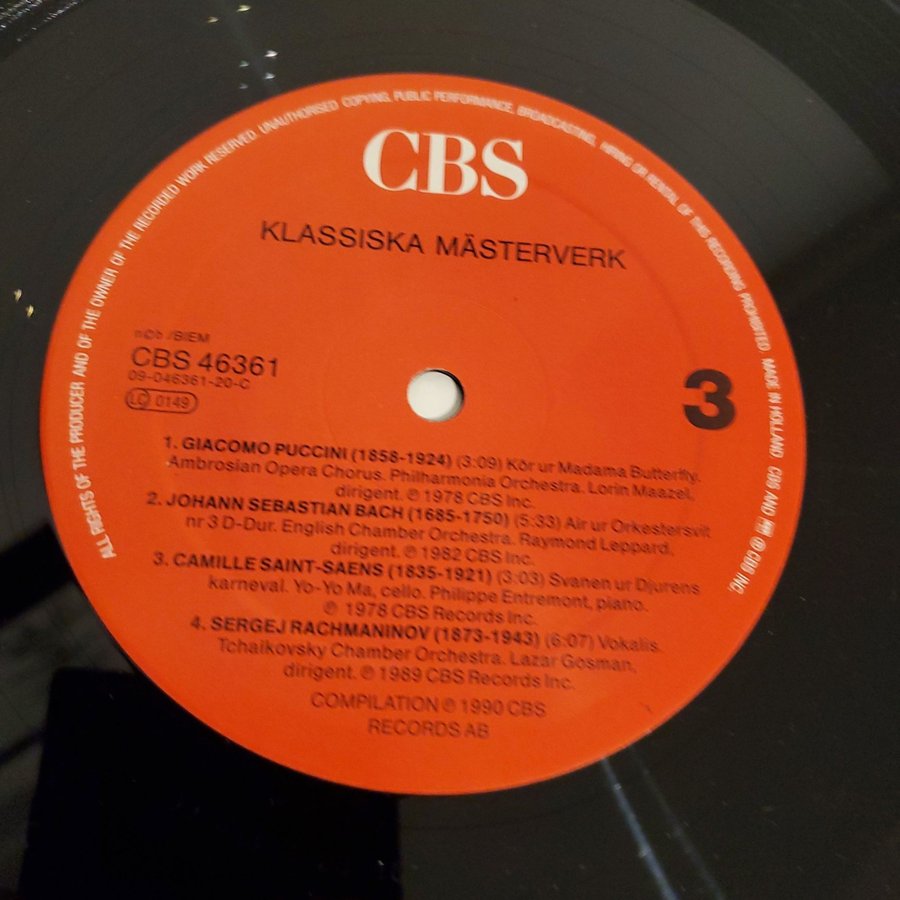 ALL RIGHTS OF THE PRODUCER AND OF THE OWNER OF THE RECORDED WORK RESERVED. UNAUTHORISED COPYING, PUBLIC PERFORMANCE, BROADCASTING, HIRING OR RENTAL OF THIS RECORDING PROHIBITED. MADE IN HOLLAND CBS AND ℗ CBS INC.
CBS
KLASSISKA MÄSTERVERK
n©b /BIEM
CBS 46361
09-046361-20-C
LC 0149
3
1. GIACOMO PUCCINI (1858-1924) (3:09) Kör ur Madama Butterfly.
Ambrosian Opera Chorus. Philharmonia Orchestra. Lorin Maazel,
dirigent. ℗ 1978 CBS Inc.
2. JOHANN SEBASTIAN BACH (1685-1750) (5:33) Air ur Orkestersvit
nr 3 D-Dur. English Chamber Orchestra. Raymond Leppard,
dirigent. ℗ 1982 CBS Inc.
3. CAMILLE SAINT-SAENS (1835-1921) (3:03) Svanen ur Djurens
karneval. Yo-Yo Ma, cello. Philippe Entremont, piano.
℗ 1978 CBS Records Inc.
4. SERGEJ RACHMANINOV (1873-1943) (6:07) Vokalis.
Tchaikovsky Chamber Orchestra. Lazar Gosman,
dirigent. ℗ 1989 CBS Records Inc.
COMPILATION ℗ 1990 CBS
RECORDS AB